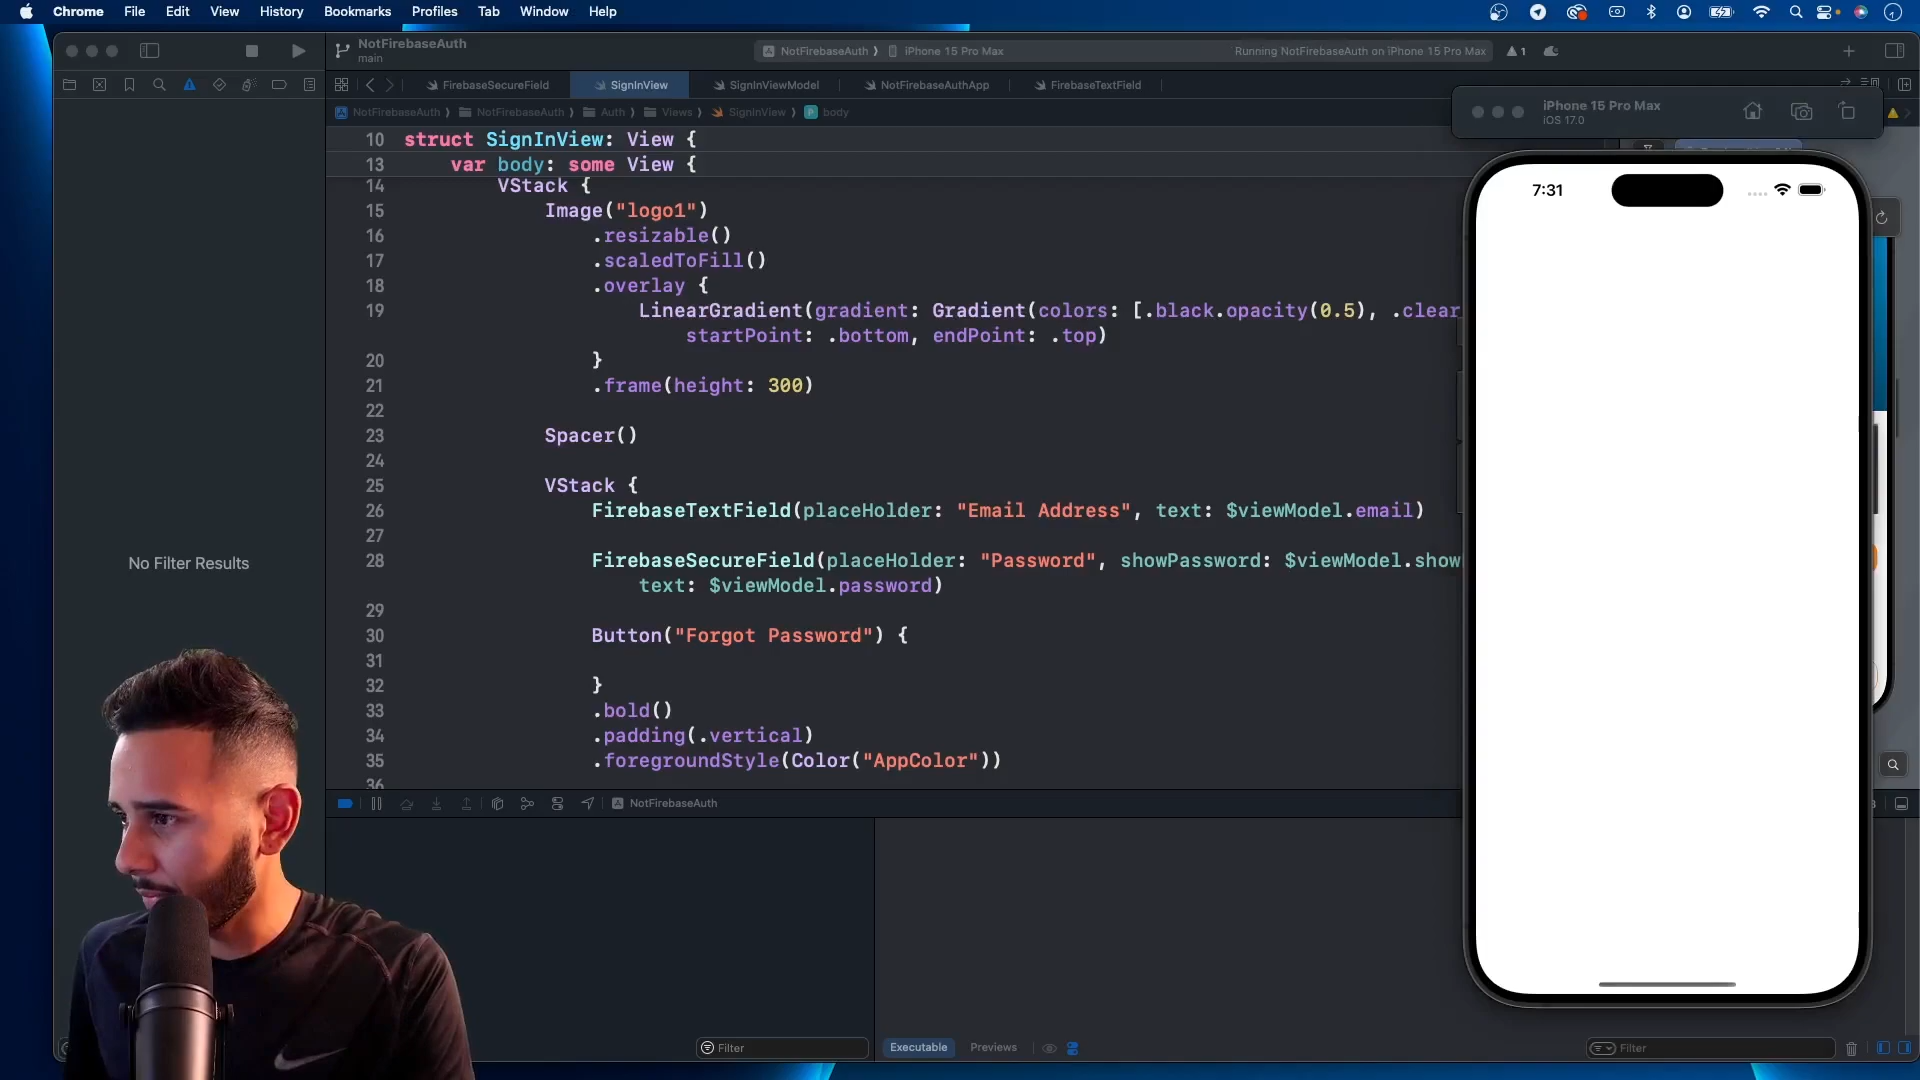 Chrome File Edit View History Bookmarks Profiles Tab Window Help
NotFirebaseAuth
main
NotFirebaseAuth iPhone 15 Pro Max
Running NotFirebaseAuth on iPhone 15 Pro Max
1
FirebaseSecureField SignInView SignInViewModel NotFirebaseAuthApp FirebaseTextField
NotFirebaseAuth NotFirebaseAuth Auth Views SignInView body
10 struct SignInView: View {
13 var body: some View {
14 VStack {
15 Image("logo1")
16 .resizable()
17 .scaledToFill()
18 .overlay {
19 LinearGradient(gradient: Gradient(colors: [.black.opacity(0.5), .clear
startPoint: .bottom, endPoint: .top)
20 }
21 .frame(height: 300)
22
23 Spacer()
24
25 VStack {
26 FirebaseTextField(placeHolder: "Email Address", text: $viewModel.email)
27
28 FirebaseSecureField(placeHolder: "Password", showPassword: $viewModel.show
text: $viewModel.password)
29
30 Button("Forgot Password") {
31
32 }
33 .bold()
34 .padding(.vertical)
35 .foregroundStyle(Color("AppColor"))
36
No Filter Results
NotFirebaseAuth
Filter
Executable Previews
Filter
iPhone 15 Pro Max
iOS 17.0
7:31